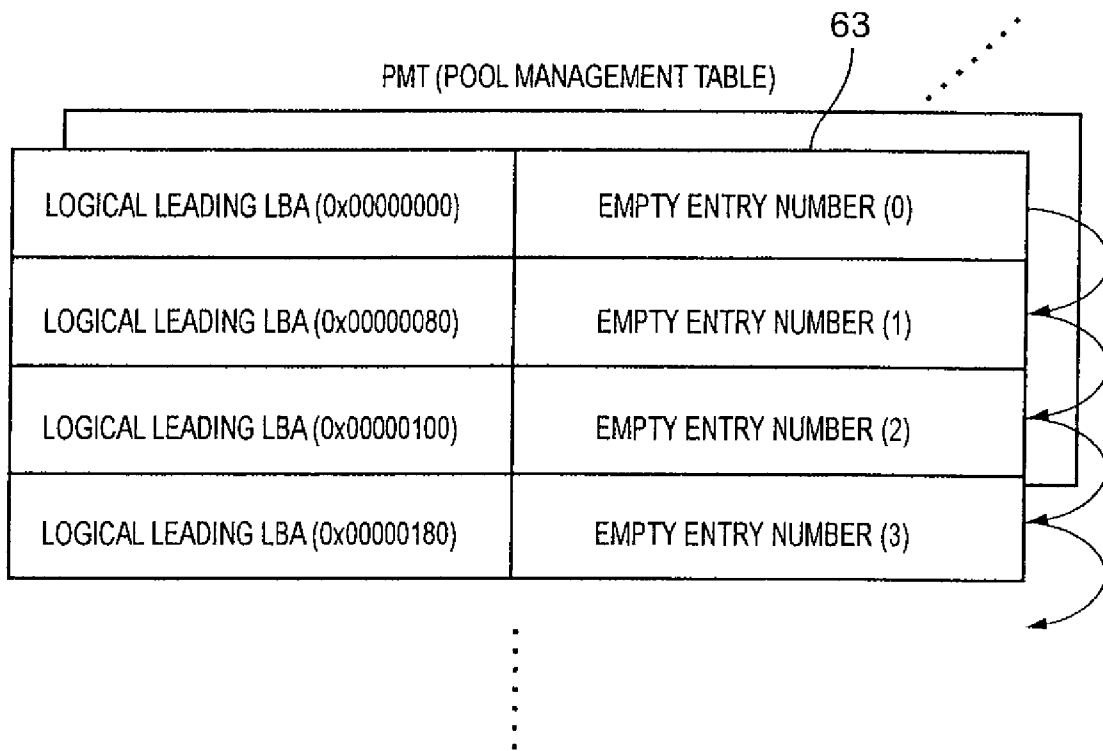 63
PMT (POOL MANAGEMENT TABLE)
LOGICAL LEADING LBA (0x00000000) EMPTY ENTRY NUMBER (0)
LOGICAL LEADING LBA (0x00000080) EMPTY ENTRY NUMBER (1)
LOGICAL LEADING LBA (0x00000100) EMPTY ENTRY NUMBER (2)
LOGICAL LEADING LBA (0x00000180) EMPTY ENTRY NUMBER (3)